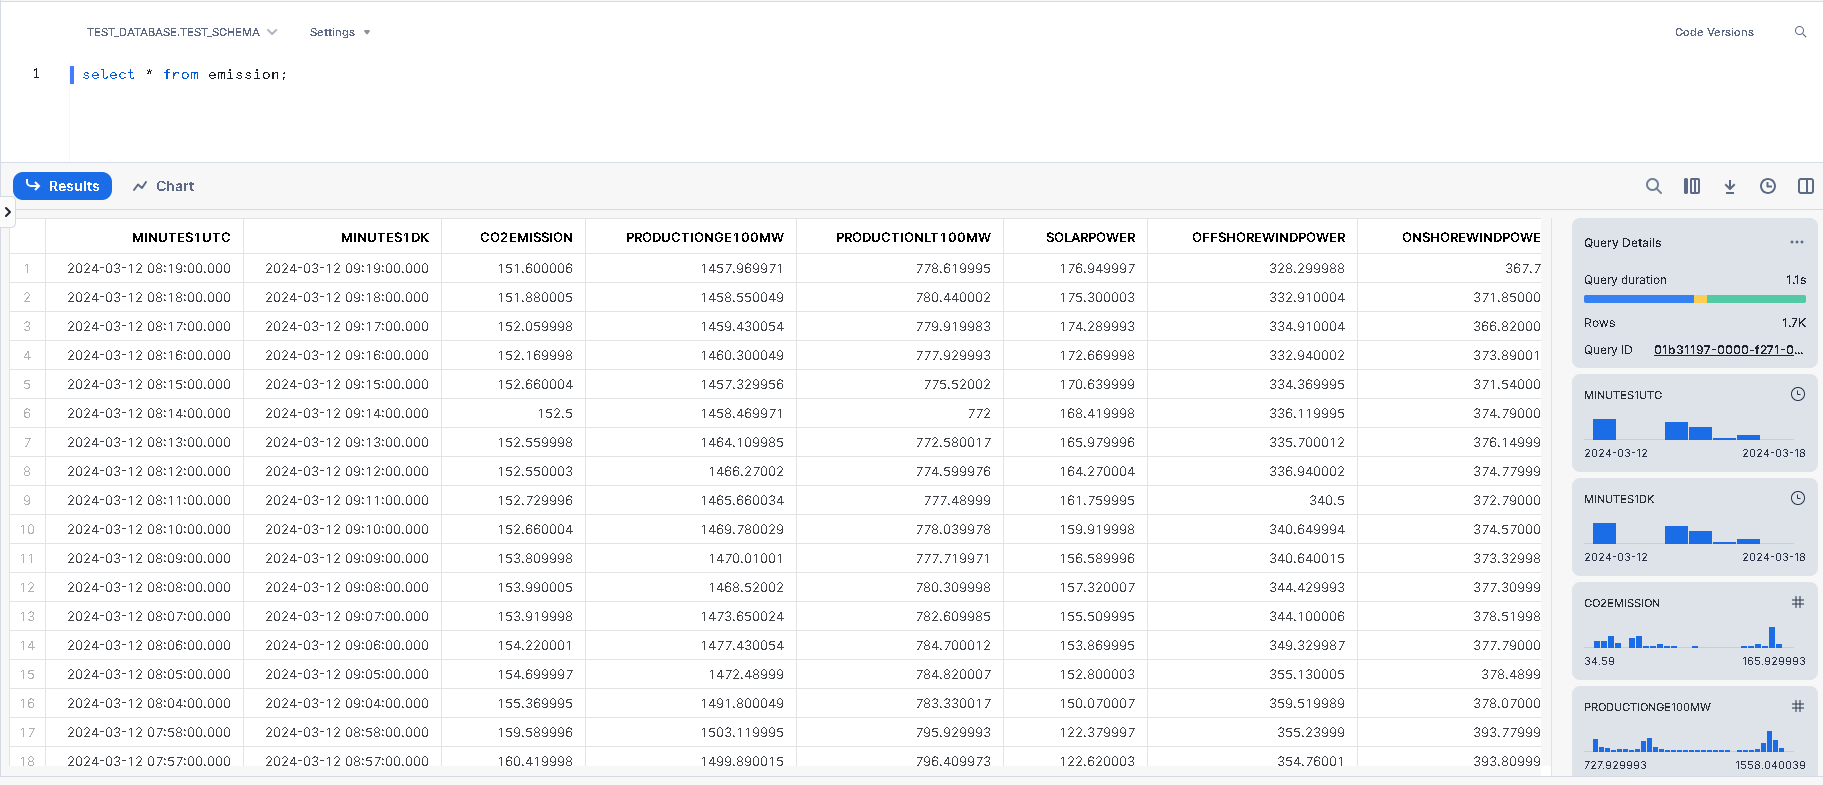 TEST_DATABASE.TEST_SCHEMA Settings Code Versions
1 select * from emission;
Results Chart
MINUTES1UTC MINUTES1DK CO2EMISSION PRODUCTIONGE100MW PRODUCTIONLT100MW SOLARPOWER OFFSHOREWINDPOWER ONSHOREWINDPOWE
1 2024-03-12 08:19:00.000 2024-03-12 09:19:00.000 151.600006 1457.969971 778.619995 176.949997 328.299988 367.7
2 2024-03-12 08:18:00.000 2024-03-12 09:18:00.000 151.880005 1458.550049 780.440002 175.300003 332.910004 371.85000
3 2024-03-12 08:17:00.000 2024-03-12 09:17:00.000 152.059998 1459.430054 779.919983 174.289993 334.910004 366.82000
4 2024-03-12 08:16:00.000 2024-03-12 09:16:00.000 152.169998 1460.300049 777.929993 172.669998 332.940002 373.89001
5 2024-03-12 08:15:00.000 2024-03-12 09:15:00.000 152.660004 1457.329956 775.52002 170.639999 334.369995 371.54000
6 2024-03-12 08:14:00.000 2024-03-12 09:14:00.000 152.5 1458.469971 772 168.419998 336.119995 374.79000
7 2024-03-12 08:13:00.000 2024-03-12 09:13:00.000 152.559998 1464.109985 772.580017 165.979996 335.700012 376.14999
8 2024-03-12 08:12:00.000 2024-03-12 09:12:00.000 152.550003 1466.27002 774.599976 164.270004 336.940002 374.77999
9 2024-03-12 08:11:00.000 2024-03-12 09:11:00.000 152.729996 1465.660034 777.48999 161.759995 340.5 372.79000
10 2024-03-12 08:10:00.000 2024-03-12 09:10:00.000 152.660004 1469.780029 778.039978 159.919998 340.649994 374.57000
11 2024-03-12 08:09:00.000 2024-03-12 09:09:00.000 153.809998 1470.01001 777.719971 156.589996 340.640015 373.32998
12 2024-03-12 08:08:00.000 2024-03-12 09:08:00.000 153.990005 1468.52002 780.309998 157.320007 344.429993 377.30999
13 2024-03-12 08:07:00.000 2024-03-12 09:07:00.000 153.919998 1473.650024 782.609985 155.509995 344.100006 378.51998
14 2024-03-12 08:06:00.000 2024-03-12 09:06:00.000 154.220001 1477.430054 784.700012 153.869995 349.329987 377.79000
15 2024-03-12 08:05:00.000 2024-03-12 09:05:00.000 154.699997 1472.48999 784.820007 152.800003 355.130005 378.4899
16 2024-03-12 08:04:00.000 2024-03-12 09:04:00.000 155.369995 1491.800049 783.330017 150.070007 359.519989 378.07000
17 2024-03-12 07:58:00.000 2024-03-12 08:58:00.000 159.589996 1503.119995 795.929993 122.379997 355.23999 393.77999
18 2024-03-12 07:57:00.000 2024-03-12 08:57:00.000 160.419998 1499.890015 796.409973 122.620003 354.76001 393.80999
Query Details ...
Query duration 1.1s
Rows 1.7K
Query ID 01b31197-0000-f271-0...
MINUTES1UTC
2024-03-12 2024-03-18
MINUTES1DK
2024-03-12 2024-03-18
CO2EMISSION #
34.59 165.929993
PRODUCTIONGE100MW #
727.929993 1558.040039